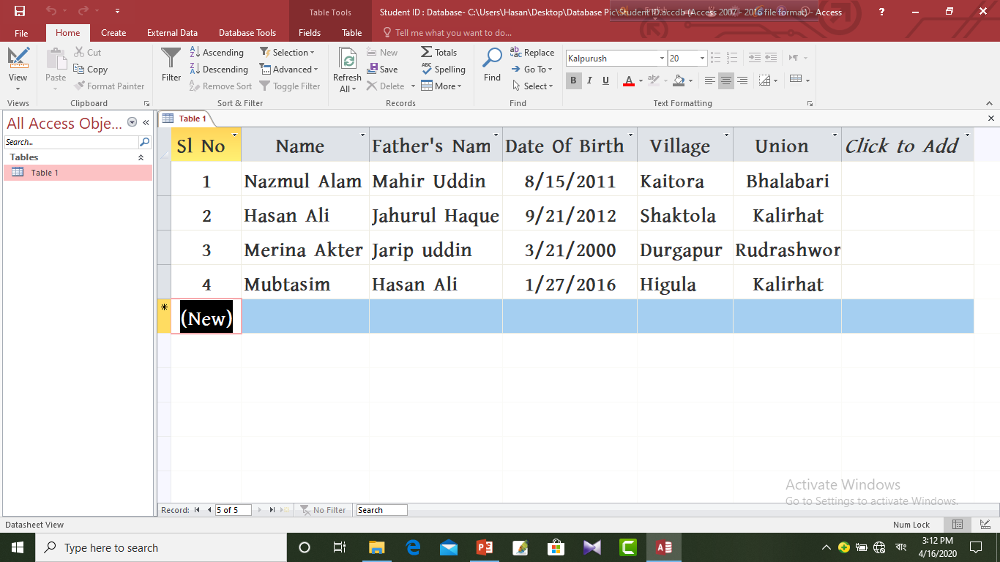 Table Tools
Student ID : Database- C:\Users\Hasan\Desktop\Database Pic\Student ID.accdb (Access 2007 - 2016 file format) - Access
?
File Home Create External Data Database Tools Fields Table Tell me what you want to do...
View
Views
Paste
Cut
Copy
Format Painter
Clipboard
Filter
Ascending
Descending
Remove Sort
Selection
Advanced
Toggle Filter
Sort & Filter
Refresh
All
New
Save
Delete
Totals
Spelling
More
Records
Find
Replace
Go To
Select
Find
Kalpurush 20
B I U A
Text Formatting
All Access Obje...
Search...
Tables
Table 1
Table 1
Sl No Name Father's Nam Date Of Birth Village Union Click to Add
1 Nazmul Alam Mahir Uddin 8/15/2011 Kaitora Bhalabari
2 Hasan Ali Jahurul Haque 9/21/2012 Shaktola Kalirhat
3 Merina Akter Jarip uddin 3/21/2000 Durgapur Rudrashwor
4 Mubtasim Hasan Ali 1/27/2016 Higula Kalirhat
* (New)
Activate Windows
Go to Settings to activate Windows.
Record: 5 of 5 No Filter Search
Datasheet View Num Lock
Type here to search
বাং
3:12 PM
4/16/2020